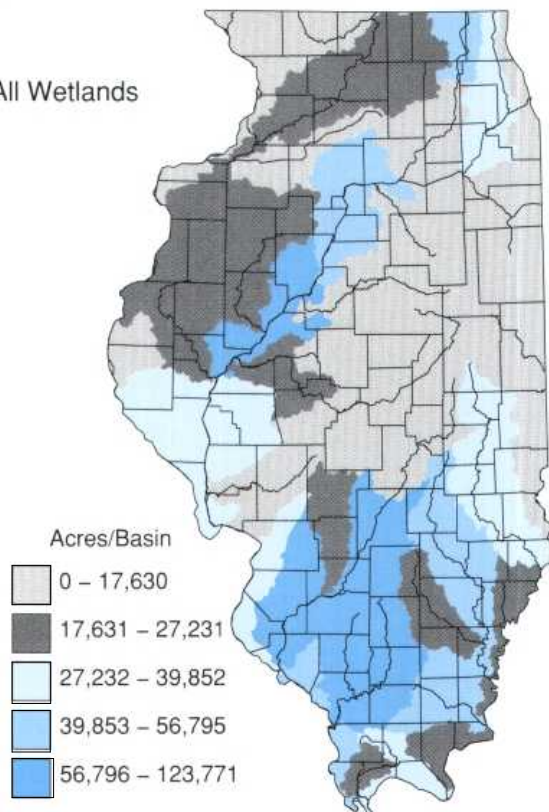 All Wetlands
Acres/Basin
0 – 17,630
17,631 – 27,231
27,232 – 39,852
39,853 – 56,795
56,796 – 123,771